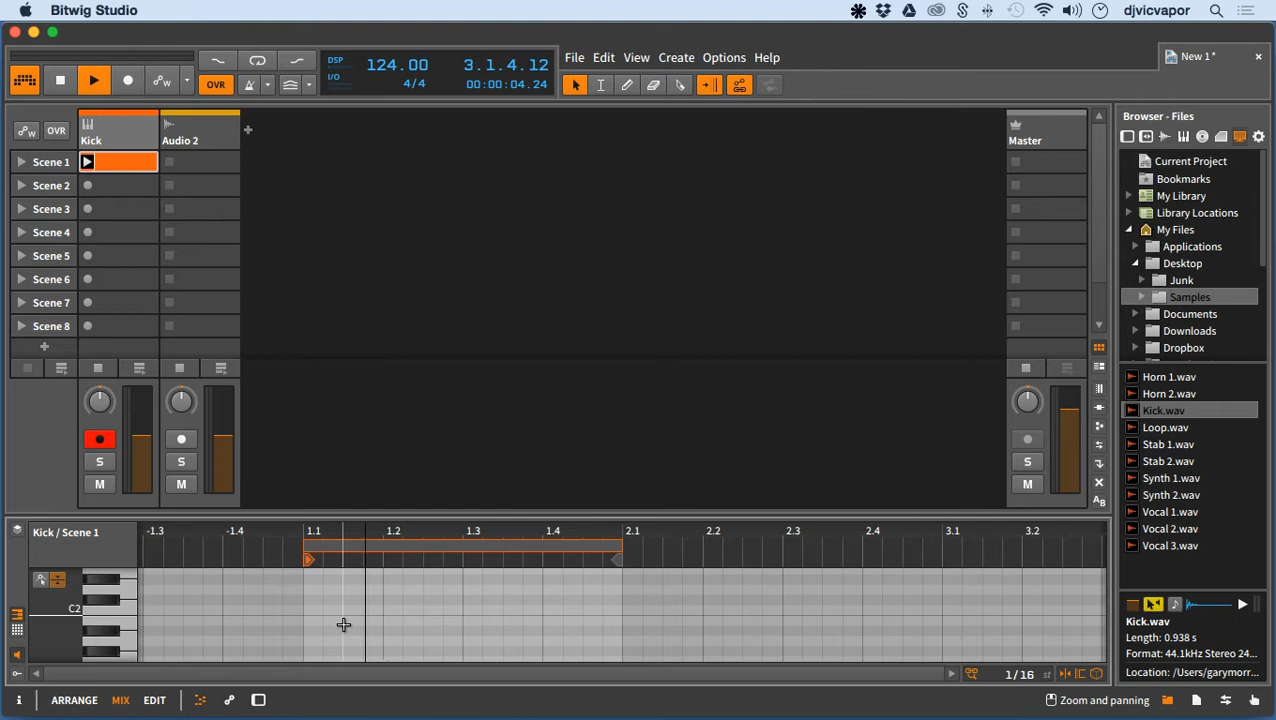 Bitwig Studio
djvicvapor
OVR
DSP
I/O
124.00
4/4
3.1.4.12
00:00:04.24
File Edit View Create Options Help
New 1*
OVR
Kick
Audio 2
Master
Scene 1
Scene 2
Scene 3
Scene 4
Scene 5
Scene 6
Scene 7
Scene 8
S S S
M M M
Browser - Files
Current Project
Bookmarks
My Library
Library Locations
My Files
Applications
Desktop
Junk
Samples
Documents
Downloads
Dropbox
Horn 1.wav
Horn 2.wav
Kick.wav
Loop.wav
Stab 1.wav
Stab 2.wav
Synth 1.wav
Synth 2.wav
Vocal 1.wav
Vocal 2.wav
Vocal 3.wav
Kick.wav
Length: 0.938 s
Format: 44.1kHz Stereo 24...
Location: /Users/garymorr...
Kick / Scene 1
-1.3 -1.4 1.1 1.2 1.3 1.4 2.1 2.2 2.3 2.4 3.1 3.2
C2
1/16 st
i ARRANGE MIX EDIT
Zoom and panning